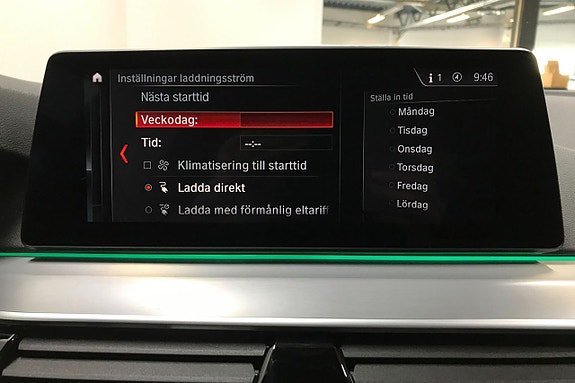 Inställningar laddningsström
1
9:46
Nästa starttid
Veckodag:
Tid:
--:--
Klimatisering till starttid
Ladda direkt
Ladda med förmånlig eltariff
Ställa in tid
Måndag
Tisdag
Onsdag
Torsdag
Fredag
Lördag